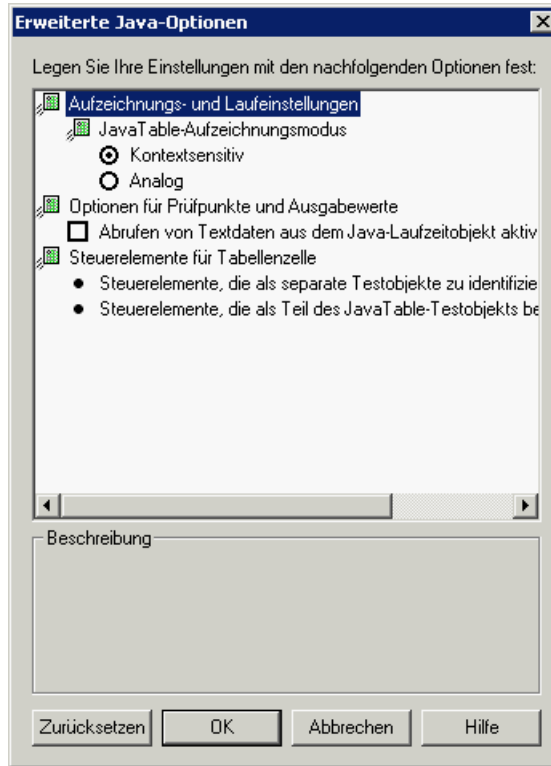 Erweiterte Java-Optionen
Legen Sie Ihre Einstellungen mit den nachfolgenden Optionen fest:
Aufzeichnungs- und Laufeinstellungen
JavaTable-Aufzeichnungsmodus
Kontextsensitiv
Analog
Optionen für Prüfpunkte und Ausgabewerte
Abrufen von Textdaten aus dem Java-Laufzeitobjekt aktiv
Steuerelemente für Tabellenzelle
Steuerelemente, die als separate Testobjekte zu identifizie
Steuerelemente, die als Teil des JavaTable-Testobjekts be
Beschreibung
Zurücksetzen OK Abbrechen Hilfe